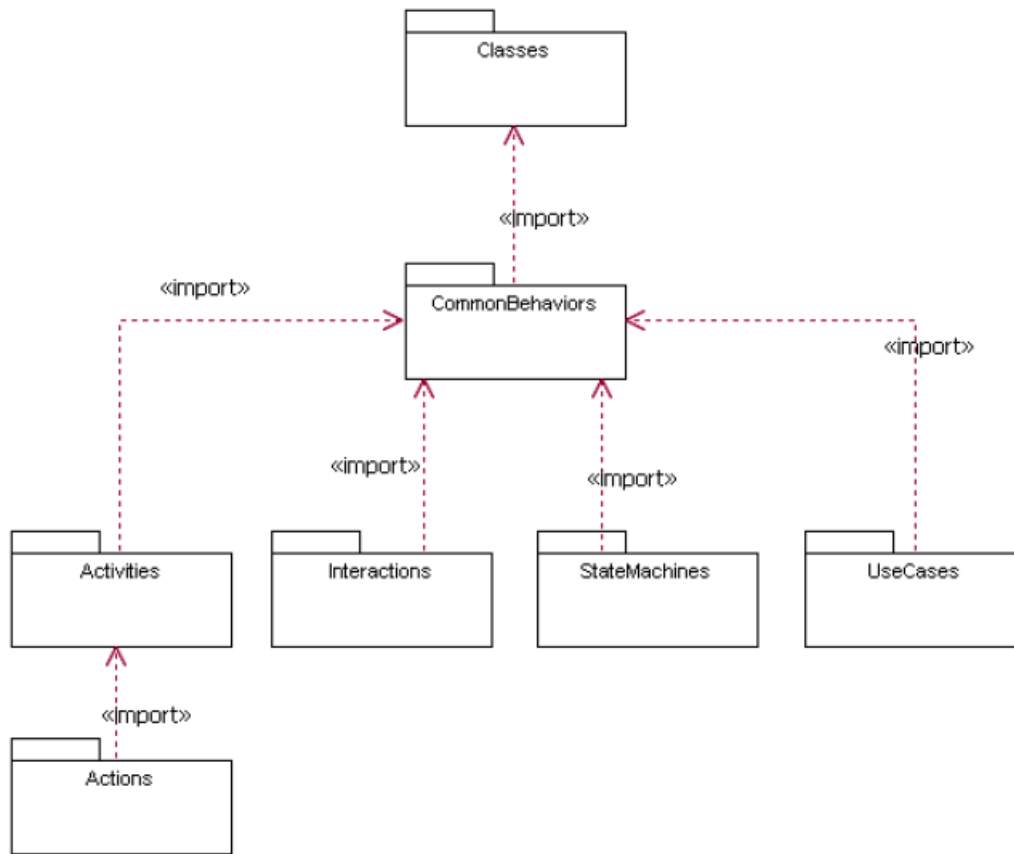 Classes
«import»
«import»
CommonBehaviors
«import»
«import»
«import»
Activities
Interactions
StateMachines
UseCases
«import»
Actions